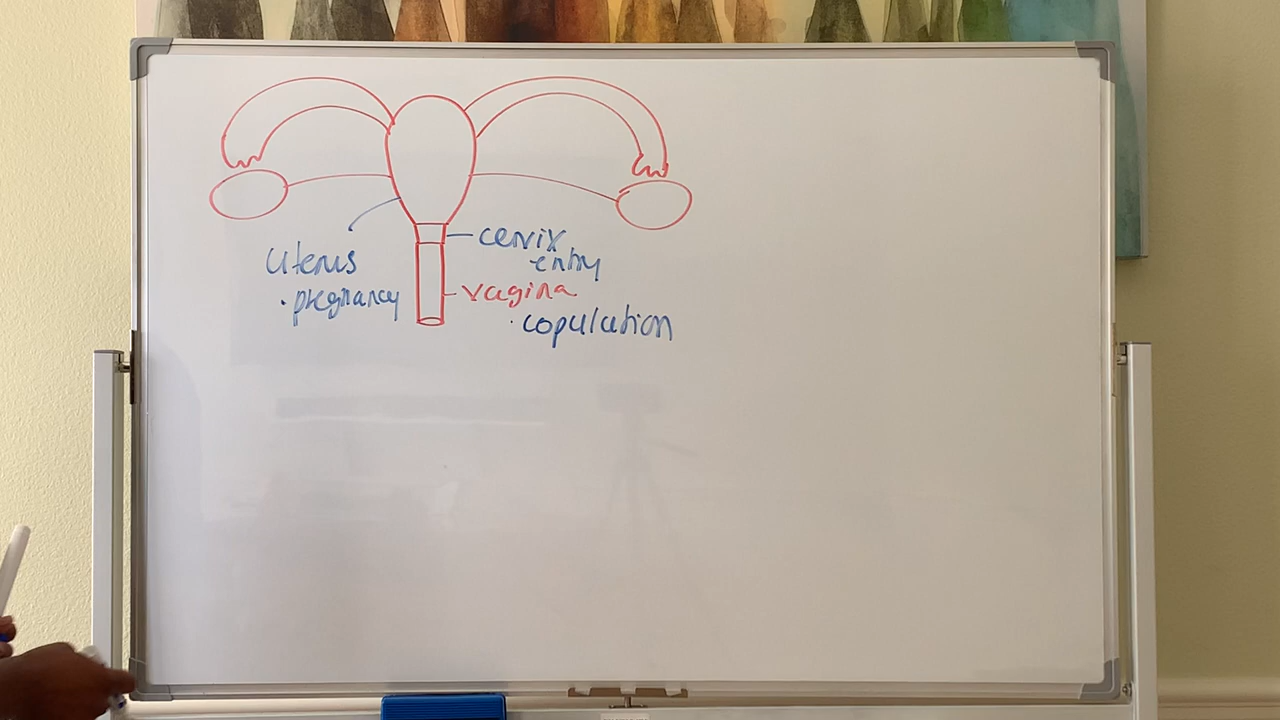 cervix
entry
uterus
• pregnancy
vagina
• copulation